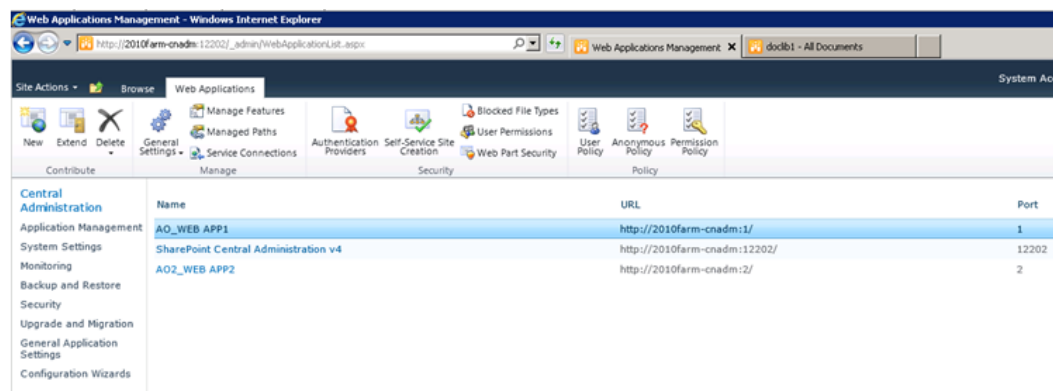 Web Applications Management - Windows Internet Explorer
http://2010farm-cnadm:12202/_admin/WebApplicationList.aspx
Web Applications Management
doclib1 - All Documents
System Ac
Site Actions
Browse
Web Applications
New
Extend
Delete
General Settings
Manage Features
Managed Paths
Service Connections
Authentication Providers
Self-Service Site Creation
Blocked File Types
User Permissions
Web Part Security
User Policy
Anonymous Policy
Permission Policy
Contribute
Manage
Security
Policy
Central
Administration
Application Management
System Settings
Monitoring
Backup and Restore
Security
Upgrade and Migration
General Application
Settings
Configuration Wizards
Name URL Port
AO_WEB APP1 http://2010farm-cnadm:1/ 1
SharePoint Central Administration v4 http://2010farm-cnadm:12202/ 12202
AO2_WEB APP2 http://2010farm-cnadm:2/ 2